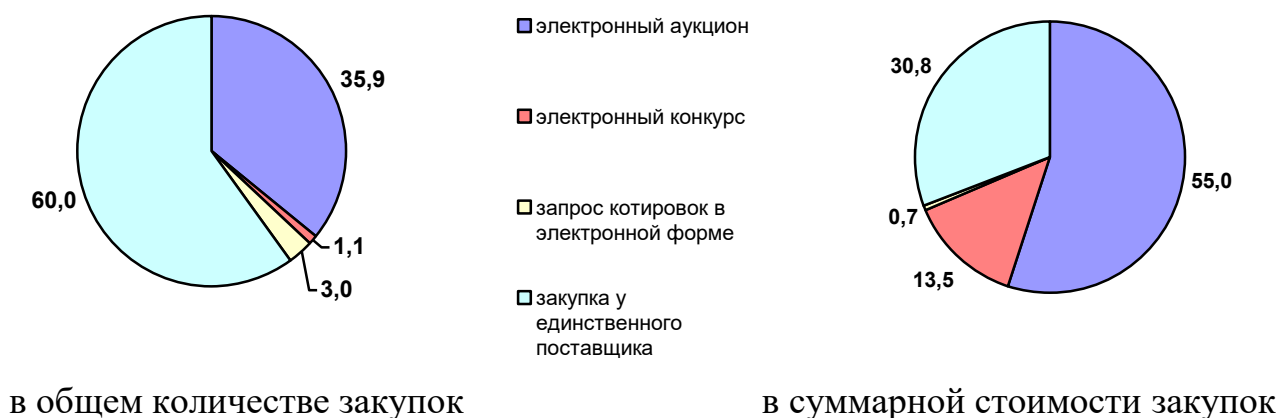 35,9
1,1
3,0
60,0
электронный аукцион
электронный конкурс
запрос котировок в
электронной форме
закупка у
единственного
поставщика
30,8
0,7
13,5
55,0
в общем количестве закупок
в суммарной стоимости закупок